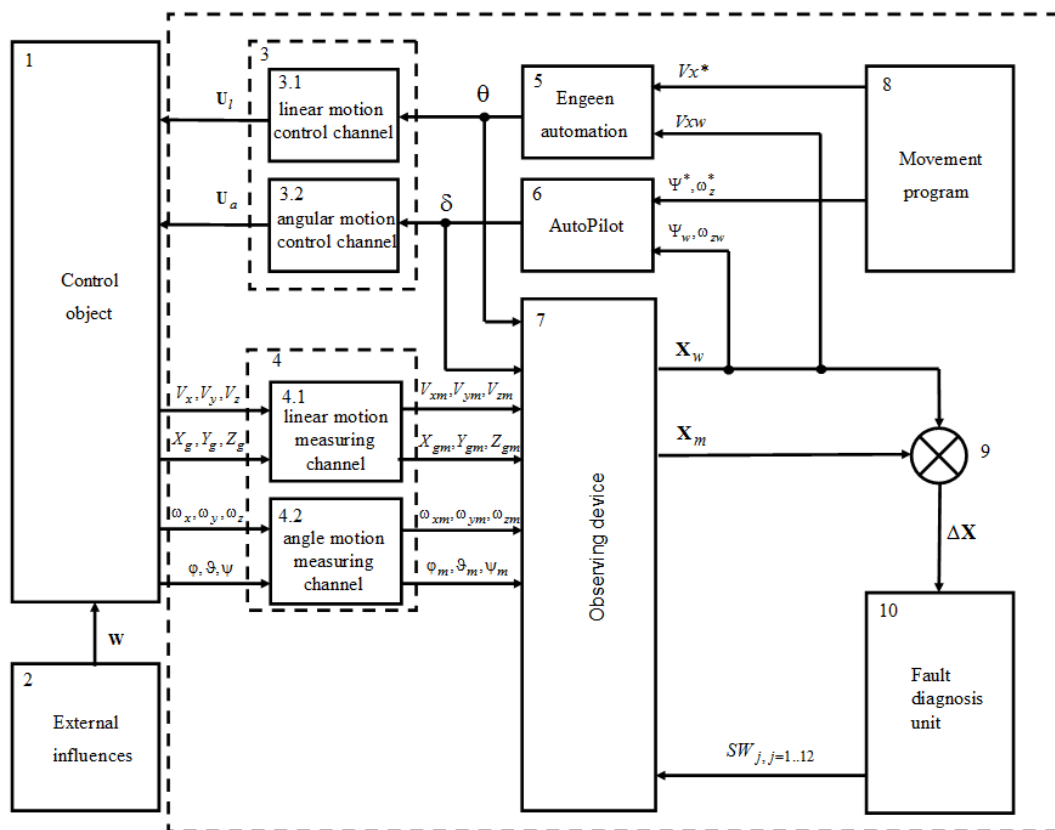 1
Control
object
2
External
influences
W
3
3.1
linear motion
control channel
3.2
angular motion
control channel
U_l
U_a
θ
δ
4
4.1
linear motion
measuring
channel
4.2
angle motion
measuring
channel
V_x, V_y, V_z
X_g, Y_g, Z_g
ω_x, ω_y, ω_z
φ, ϑ, ψ
V_xm, V_ym, V_zm
X_gm, Y_gm, Z_gm
ω_xm, ω_ym, ω_zm
φ_m, ϑ_m, ψ_m
5
Engeen
automation
6
AutoPilot
7
Observing device
Vx*
Vxw
Ψ*, ω_z*
Ψ_w, ω_zw
8
Movement
program
X_w
X_m
9
ΔX
10
Fault
diagnosis
unit
SW_j, j=1..12